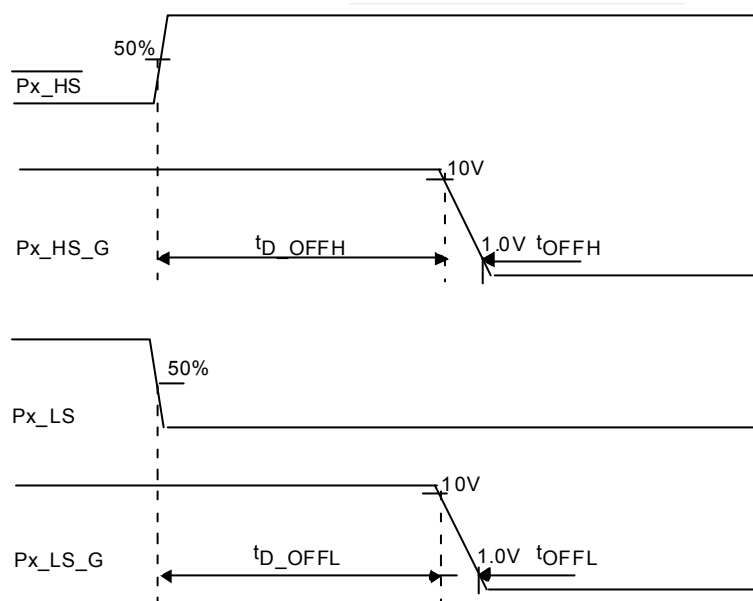 50%
Px_HS
10V
Px_HS_G
tD_OFFH
1.0V
tOFFH
50%
Px_LS
10V
Px_LS_G
tD_OFFL
1.0V
tOFFL